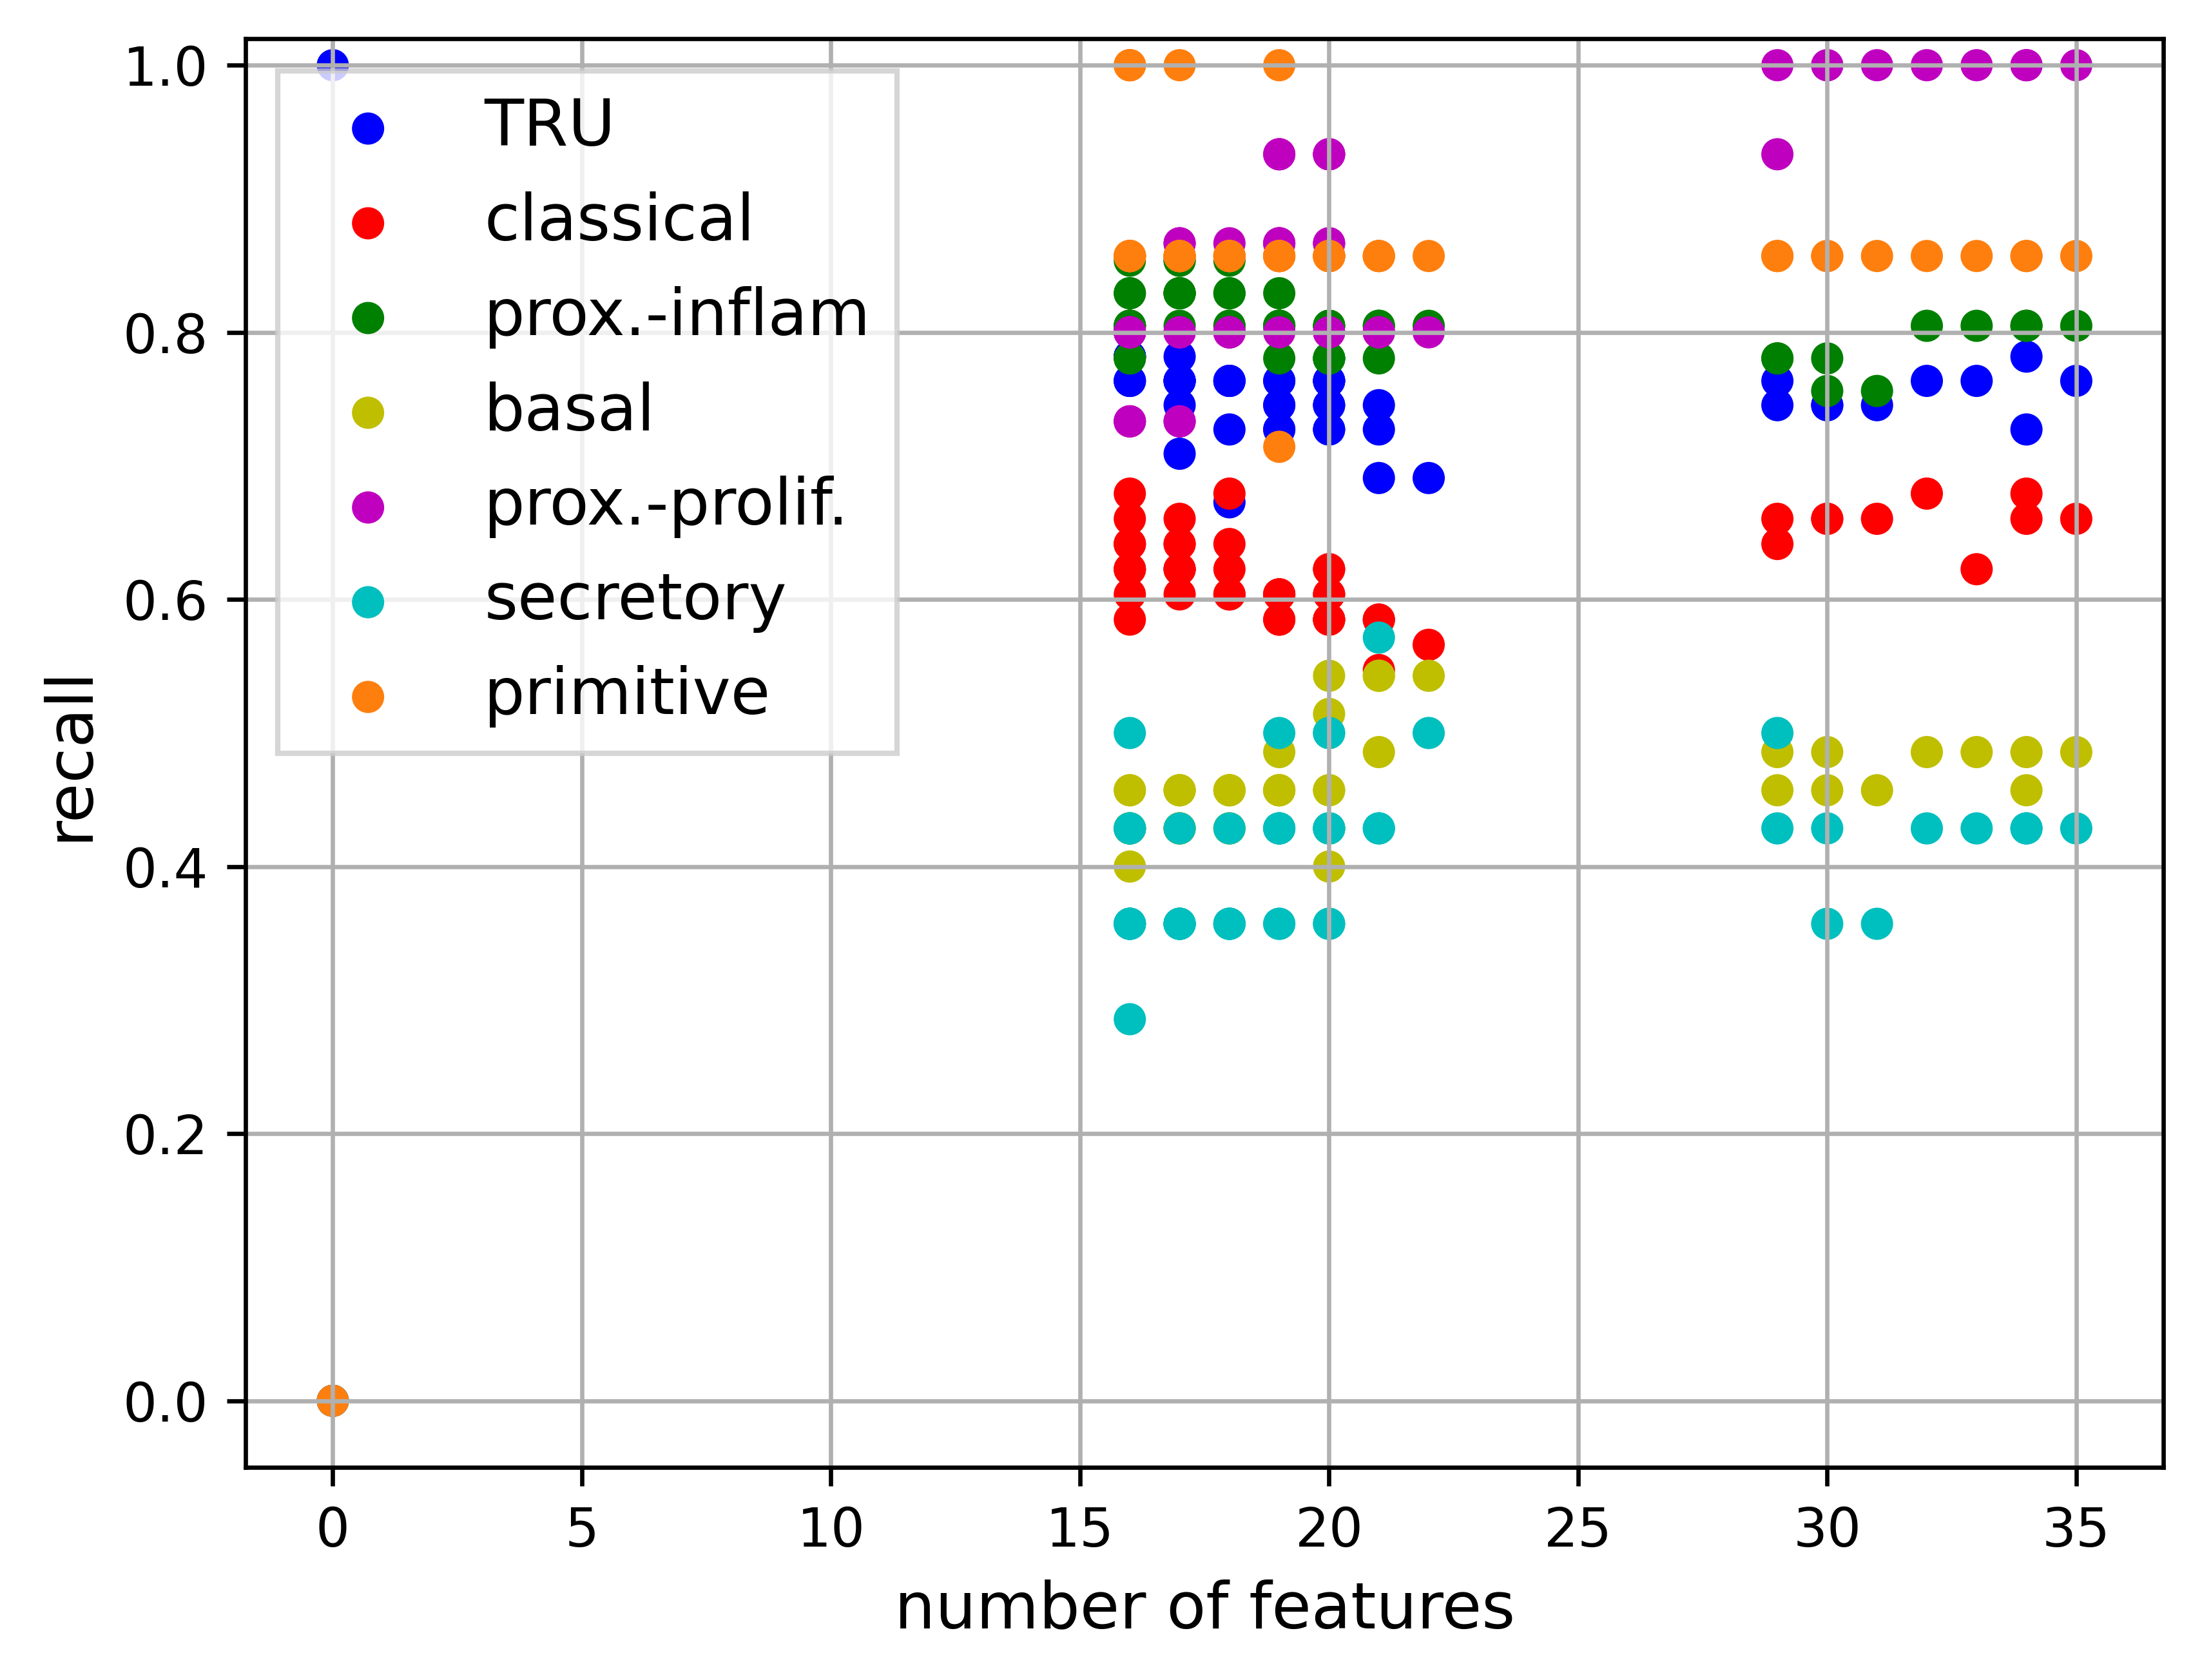 1.0
0.8
0.6
0.4
0.2
0.0
recall
TRU
classical
prox.-inflam
basal
prox.-prolif.
secretory
primitive
0 5 10 15 20 25 30 35
number of features